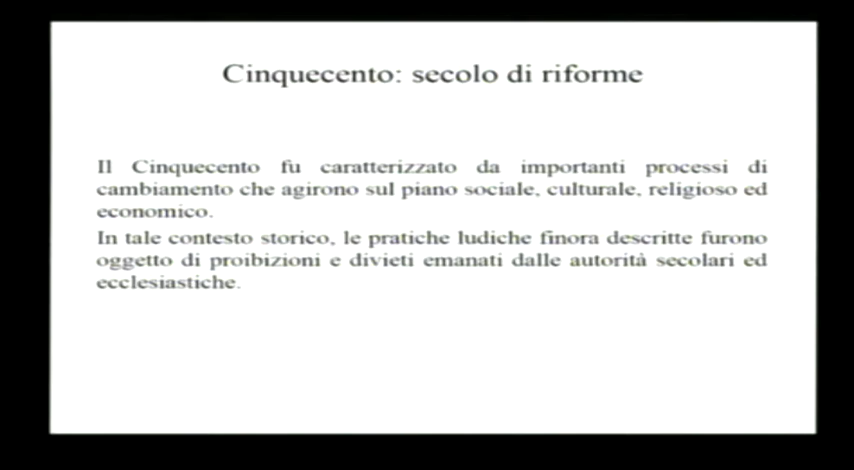 Cinquecento: secolo di riforme
Il Cinquecento fu caratterizzato da importanti processi di
cambiamento che agirono sul piano sociale, culturale, religioso ed
economico.
In tale contesto storico, le pratiche ludiche finora descritte furono
oggetto di proibizioni e divieti emanati dalle autorità secolari ed
ecclesiastiche.